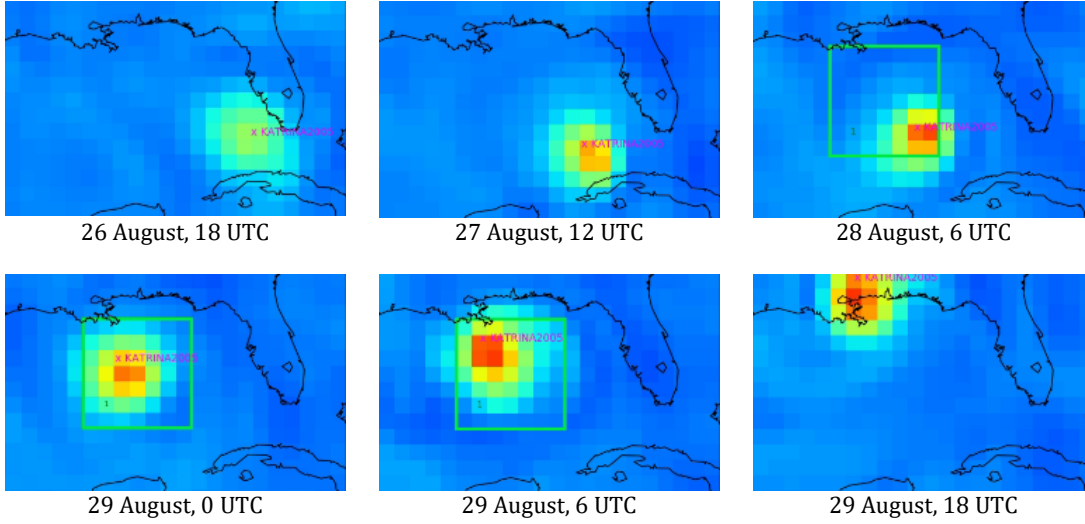 x KATRINA2005
x KATRINA2005
x KATRINA2005
1
26 August, 18 UTC
27 August, 12 UTC
28 August, 6 UTC
x KATRINA2005
x KATRINA2005
x KATRINA2005
1
1
29 August, 0 UTC
29 August, 6 UTC
29 August, 18 UTC